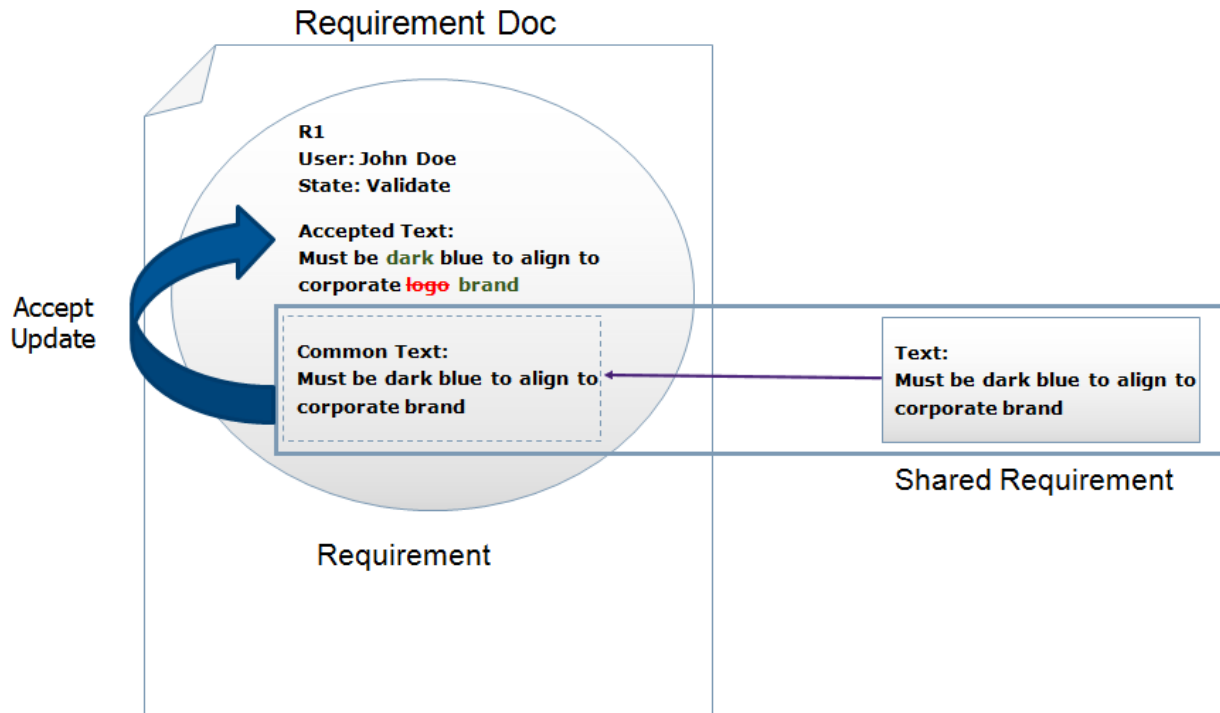 Requirement Doc
R1
User: John Doe
State: Validate
Accepted Text:
Must be dark blue to align to
corporate logo brand
Accept
Update
Common Text:
Must be dark blue to align to
corporate brand
Text:
Must be dark blue to align to
corporate brand
Shared Requirement
Requirement